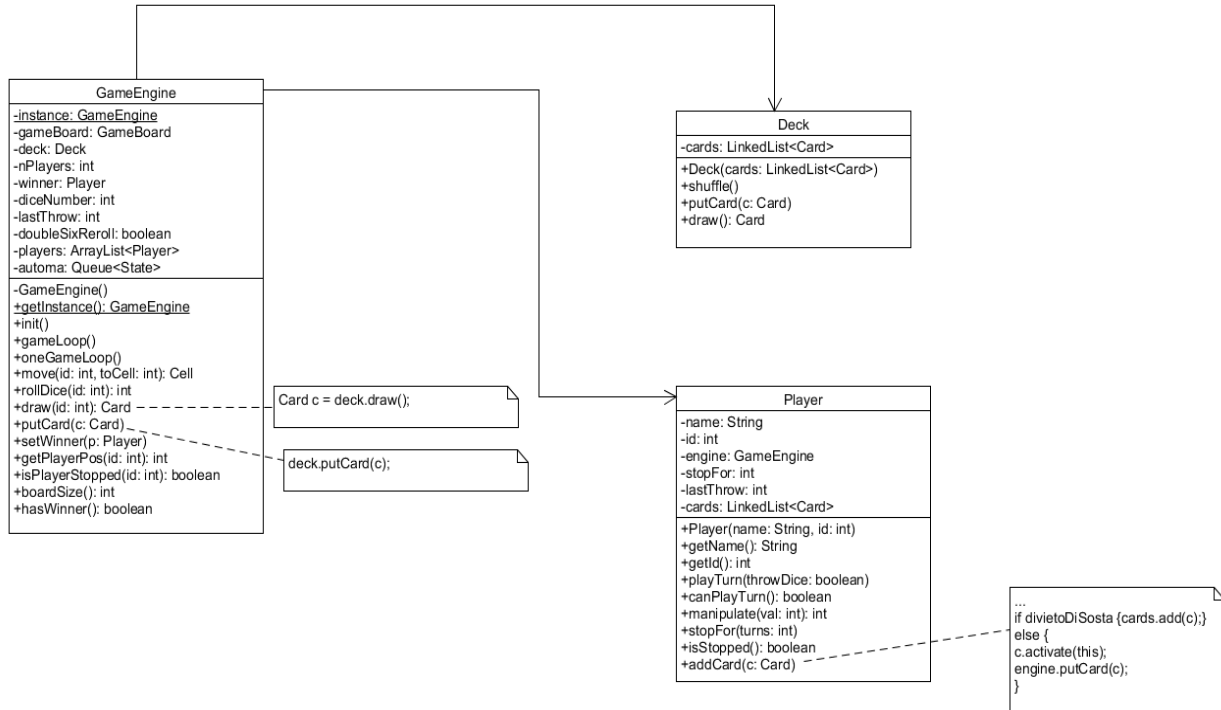 GameEngine
-instance: GameEngine
-gameBoard: GameBoard
-deck: Deck
-nPlayers: int
-winner: Player
-diceNumber: int
-lastThrow: int
-doubleSixReroll: boolean
-players: ArrayList<Player>
-automa: Queue<State>
-GameEngine()
+getInstance(): GameEngine
+init()
+gameLoop()
+oneGameLoop()
+move(id: int, toCell: int): Cell
+rollDice(id: int): int
+draw(id: int): Card
+putCard(c: Card)
+setWinner(p: Player)
+getPlayerPos(id: int): int
+isPlayerStopped(id: int): boolean
+boardSize(): int
+hasWinner(): boolean
Card c = deck.draw();
deck.putCard(c);
Deck
-cards: LinkedList<Card>
+Deck(cards: LinkedList<Card>)
+shuffle()
+putCard(c: Card)
+draw(): Card
Player
-name: String
-id: int
-engine: GameEngine
-stopFor: int
-lastThrow: int
-cards: LinkedList<Card>
+Player(name: String, id: int)
+getName(): String
+getId(): int
+playTurn(throwDice: boolean)
+canPlayTurn(): boolean
+manipulate(val: int): int
+stopFor(turns: int)
+isStopped(): boolean
+addCard(c: Card)
...
if divietoDiSosta {cards.add(c);}
else {
c.activate(this);
engine.putCard(c);
}